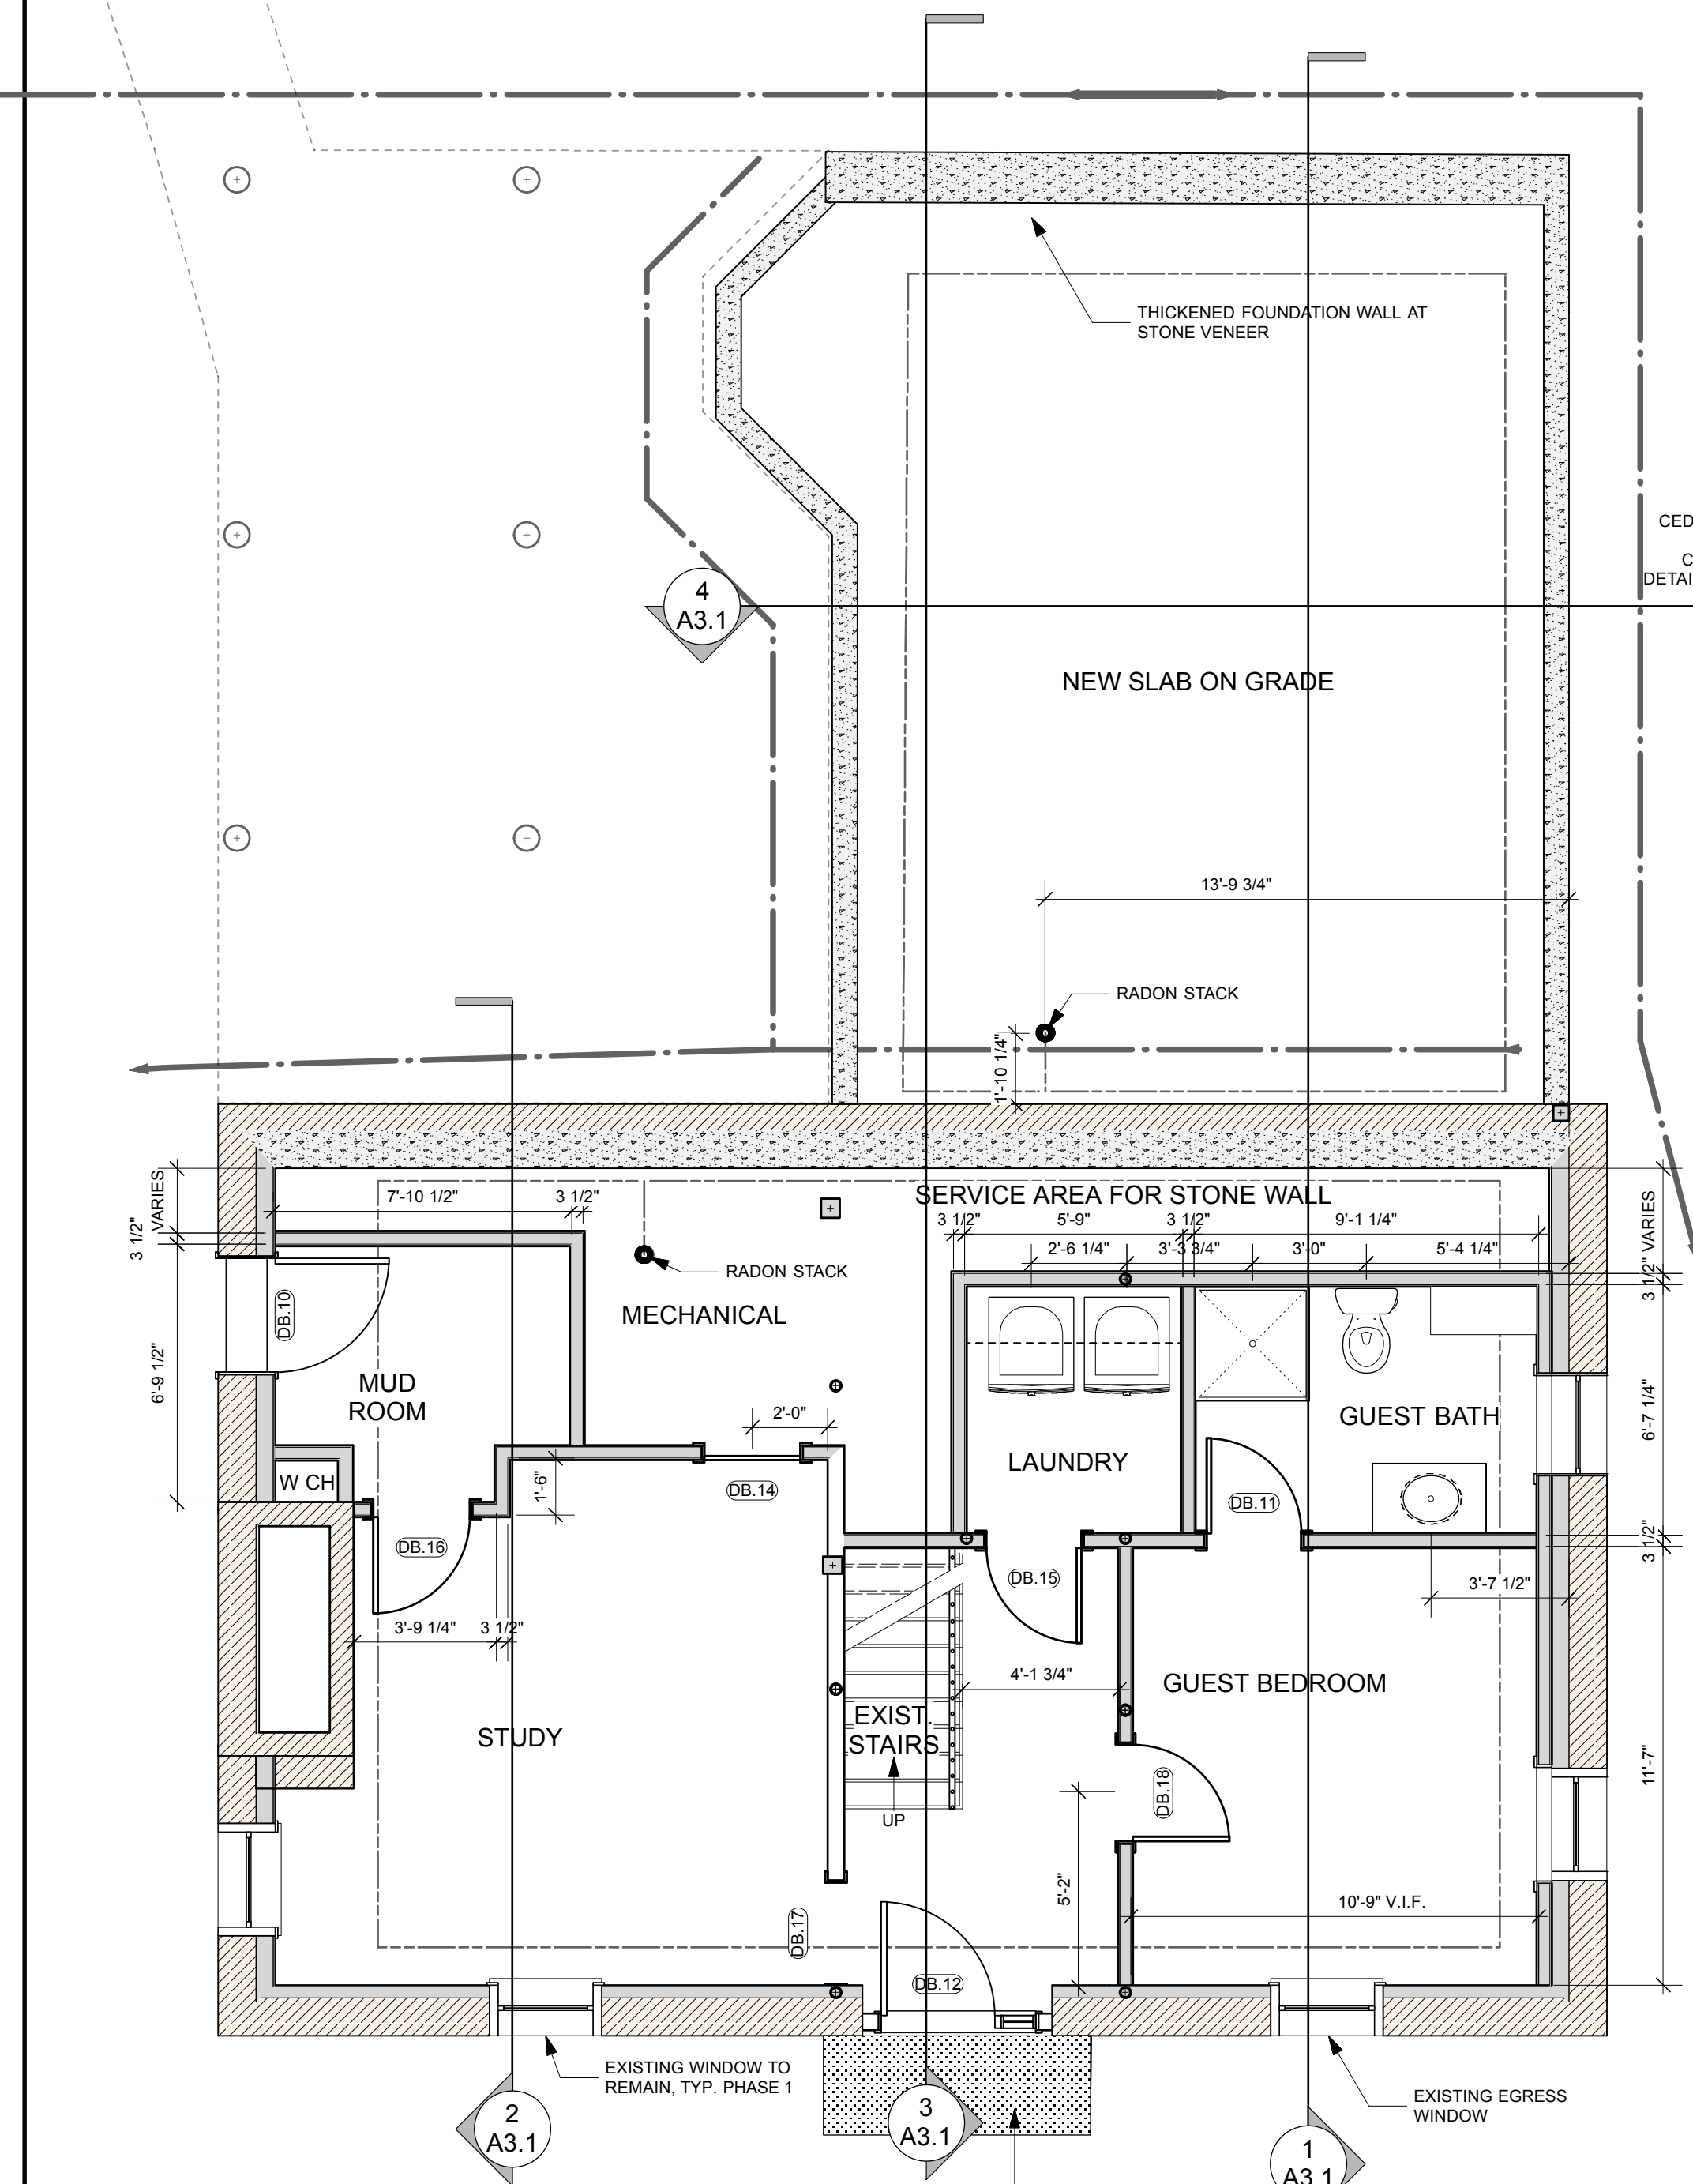 THICKENED FOUNDATION WALL AT
STONE VENEER
CED
C
DETAI
4
A3.1
NEW SLAB ON GRADE
13'-9 3/4"
RADON STACK
1'-10 1/4"
SERVICE AREA FOR STONE WALL
VARIES
3 1/2"
7'-10 1/2"
3 1/2"
3 1/2"
5'-9"
3 1/2"
9'-1 1/4"
2'-6 1/4"
3'-3 3/4"
3'-0"
5'-4 1/4"
VARIES
3 1/2"
RADON STACK
MECHANICAL
DB.10
6'-9 1/2"
MUD
ROOM
2'-0"
GUEST BATH
6'-7 1/4"
LAUNDRY
W CH
1'-6"
DB.14
DB.11
DB.16
3 1/2"
DB.15
3'-7 1/2"
3'-9 1/4"
3 1/2"
4'-1 3/4"
GUEST BEDROOM
STUDY
EXIST.
STAIRS
UP
DB.18
11'-7"
5'-2"
10'-9" V.I.F.
DB.17
DB.12
EXISTING WINDOW TO
REMAIN, TYP. PHASE 1
EXISTING EGRESS
WINDOW
2
A3.1
3
A3.1
1
A3.1